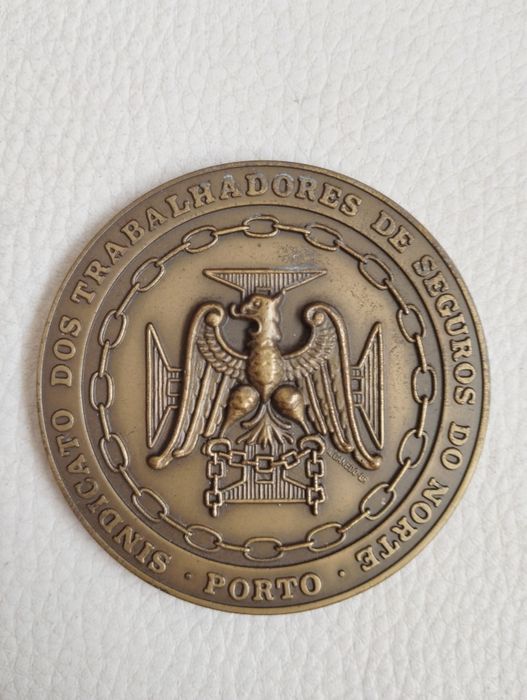 SINDICATO DOS TRABALHADORES DE SEGUROS DO NORTE
· PORTO ·